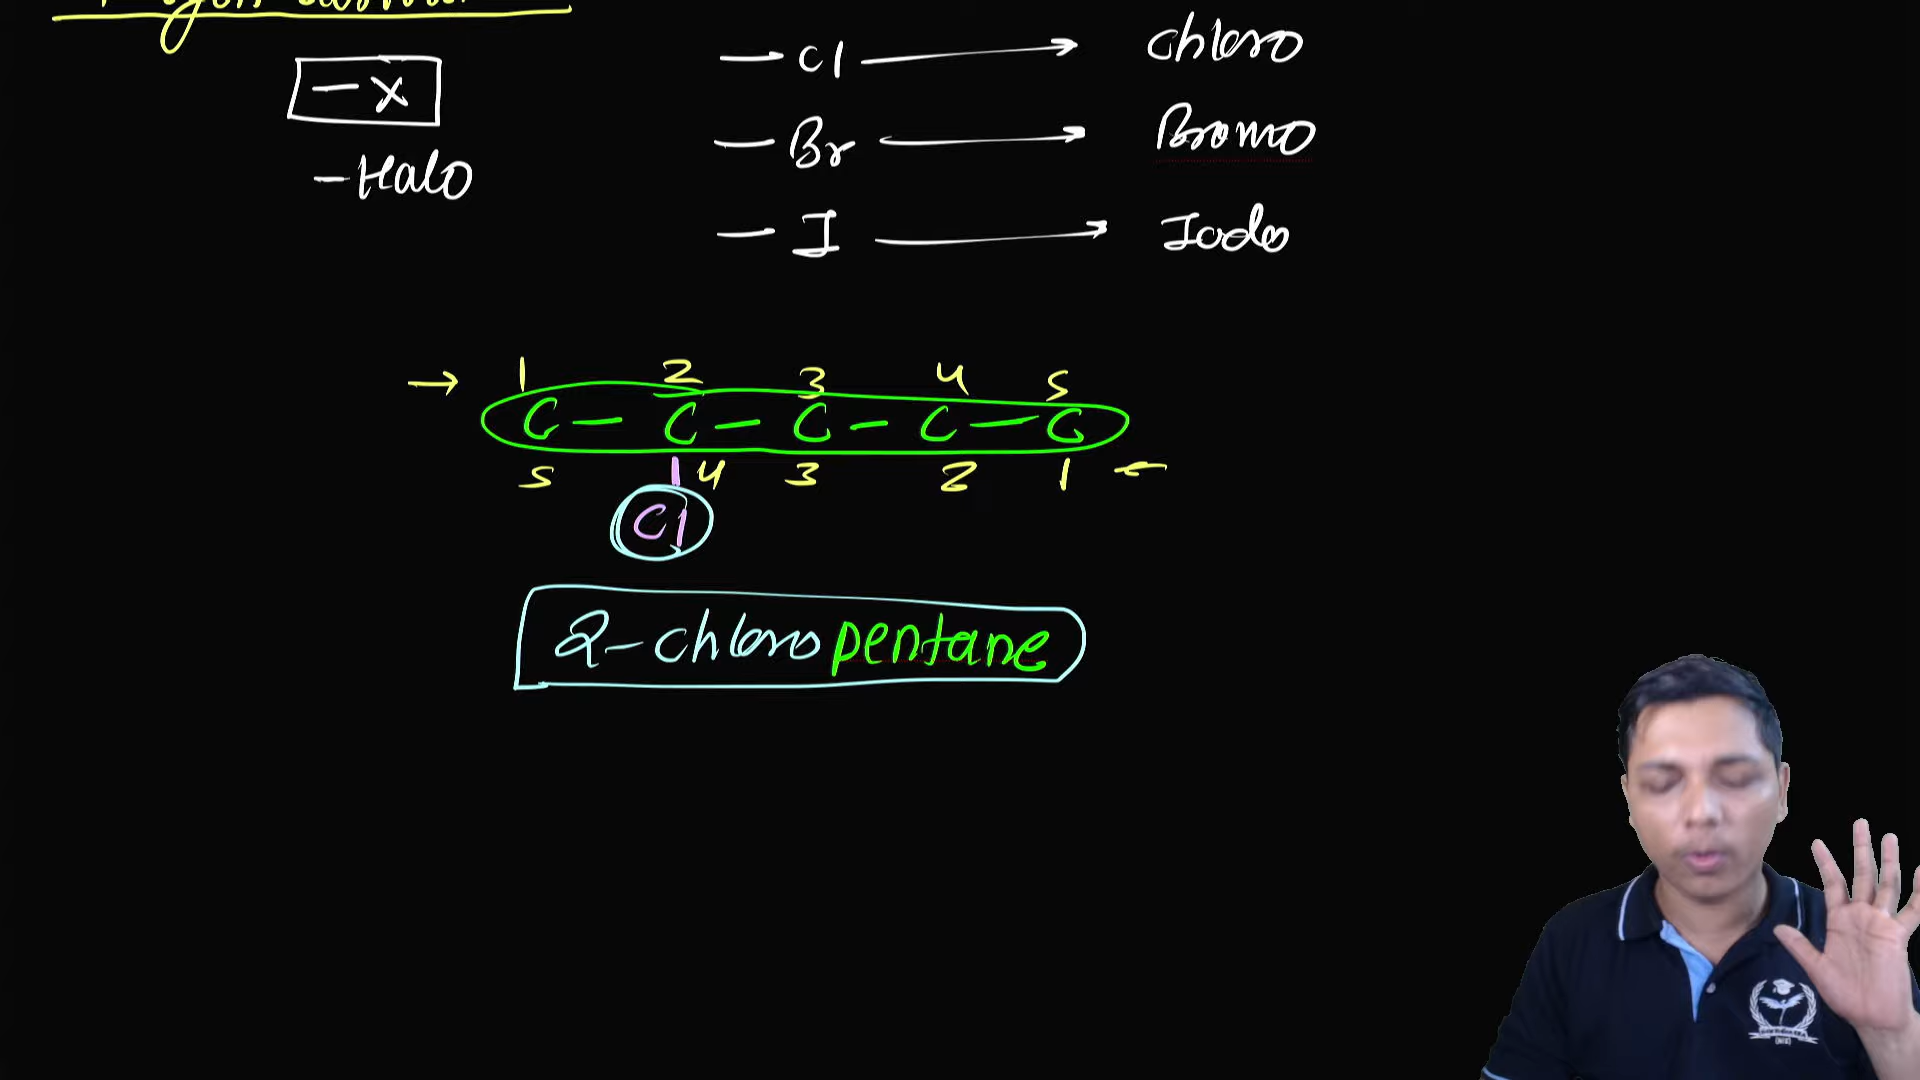 - X
- Halo
- Cl → chloro
- Br → Bromo
- I → Iodo
→ 1 2 3 4 5
C - C - C - C - C
5 4 3 2 1 ←
Cl
2-chloropentane